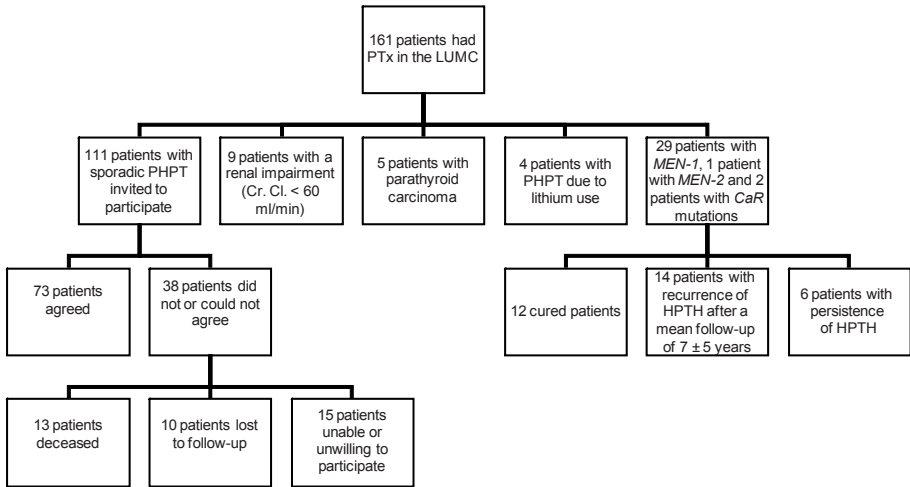 161 patients had
PTx in the LUMC
111 patients with
sporadic PHPT
invited to
participate
9 patients with a
renal impairment
(Cr. Cl. < 60
ml/min)
5 patients with
parathyroid
carcinoma
4 patients with
PHPT due to
lithium use
29 patients with
MEN-1, 1 patient
with MEN-2 and 2
patients with CaR
mutations
73 patients
agreed
38 patients did
not or could not
agree
12 cured patients
14 patients with
recurrence of
HPTH after a
mean follow-up
of 7 ± 5 years
6 patients with
persistence
of HPTH
13 patients
deceased
10 patients lost
to follow-up
15 patients
unable or
unwilling to
participate